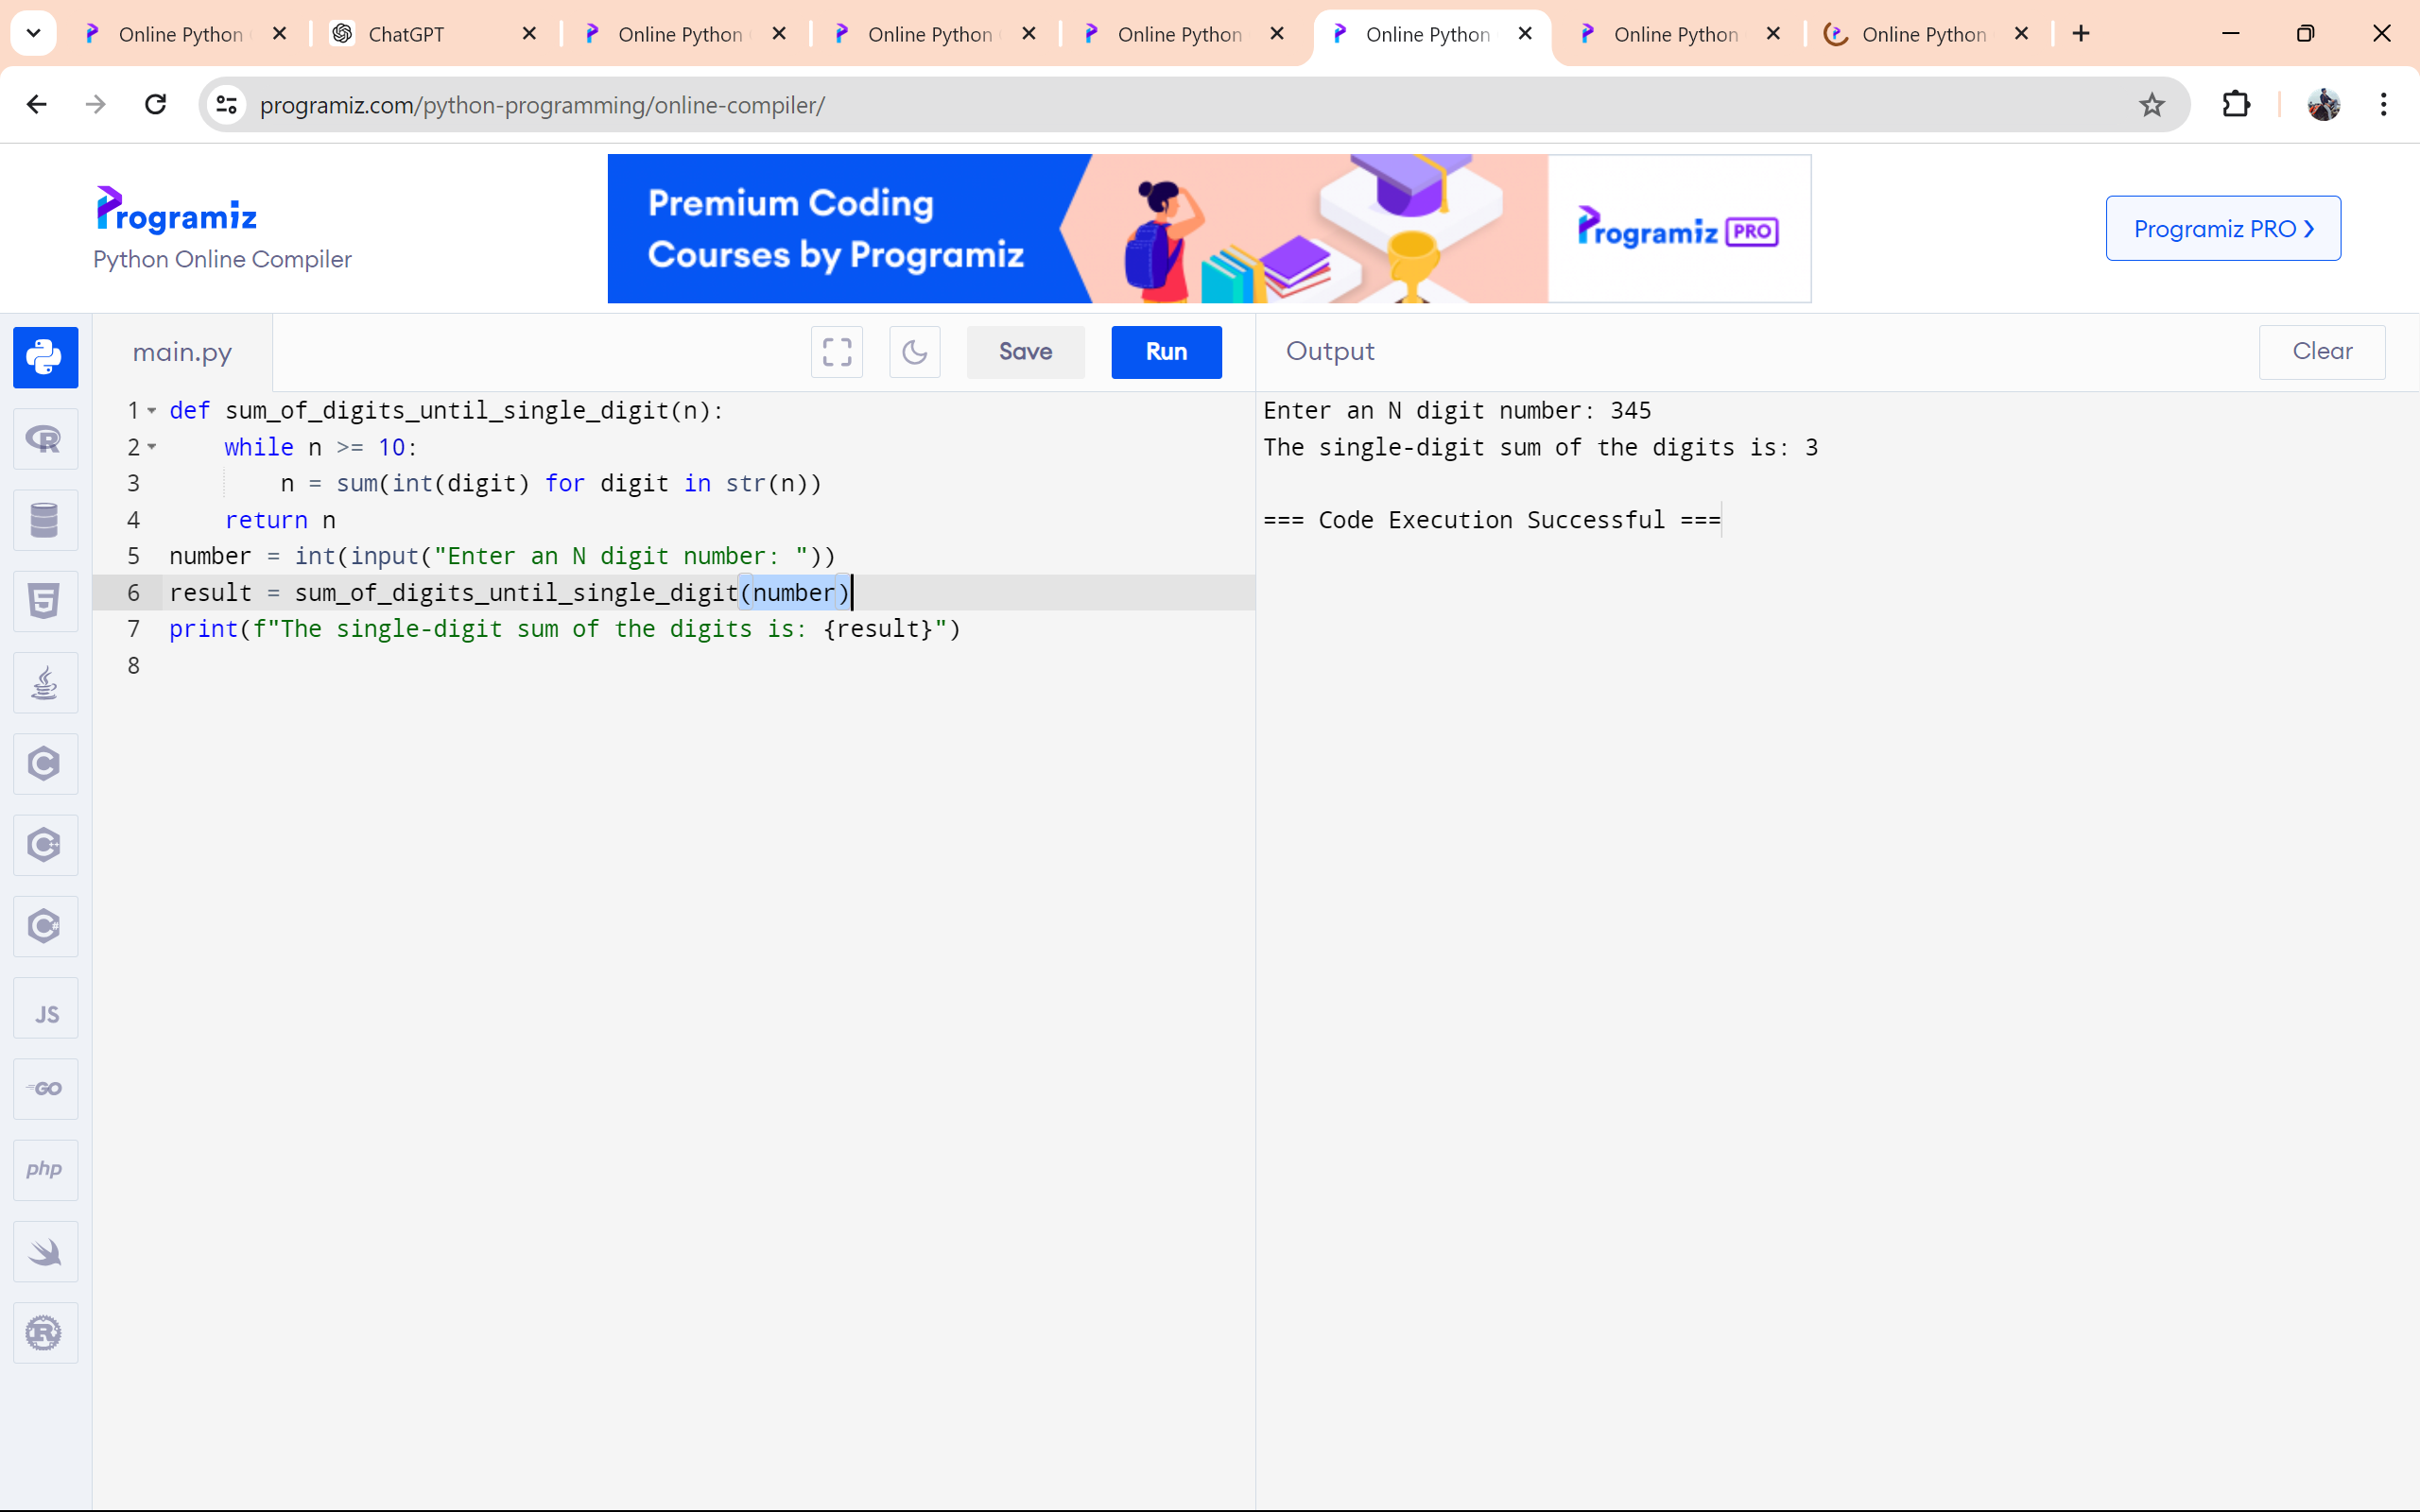 Online Python
ChatGPT
Online Python
Online Python
Online Python
Online Python
Online Python
Online Python
programiz.com/python-programming/online-compiler/
Programiz
Python Online Compiler
Premium Coding
Courses by Programiz
Programiz PRO
Programiz PRO ❯
main.py
Save
Run
Output
Clear
1 def sum_of_digits_until_single_digit(n):
2     while n >= 10:
3         n = sum(int(digit) for digit in str(n))
4     return n
5 number = int(input("Enter an N digit number: "))
6 result = sum_of_digits_until_single_digit(number)
7 print(f"The single-digit sum of the digits is: {result}")
8
Enter an N digit number: 345
The single-digit sum of the digits is: 3
=== Code Execution Successful ===
R
5
C
C++
C#
JS
GO
php
R